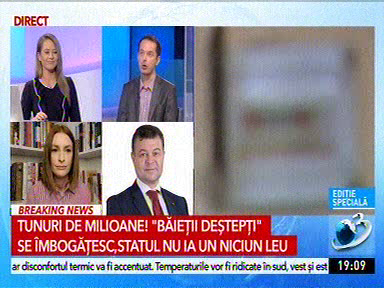 DIRECT
EDIȚIE
SPECIALĂ
BREAKING NEWS
TUNURI DE MILIOANE! "BĂIEȚII DEȘTEPȚI"
SE ÎMBOGĂȚESC,STATUL NU IA UN NICIUN LEU
3
ar disconfortul termic va fi accentuat. Temperaturile vor fi ridicate în sud, vest și est
19:09